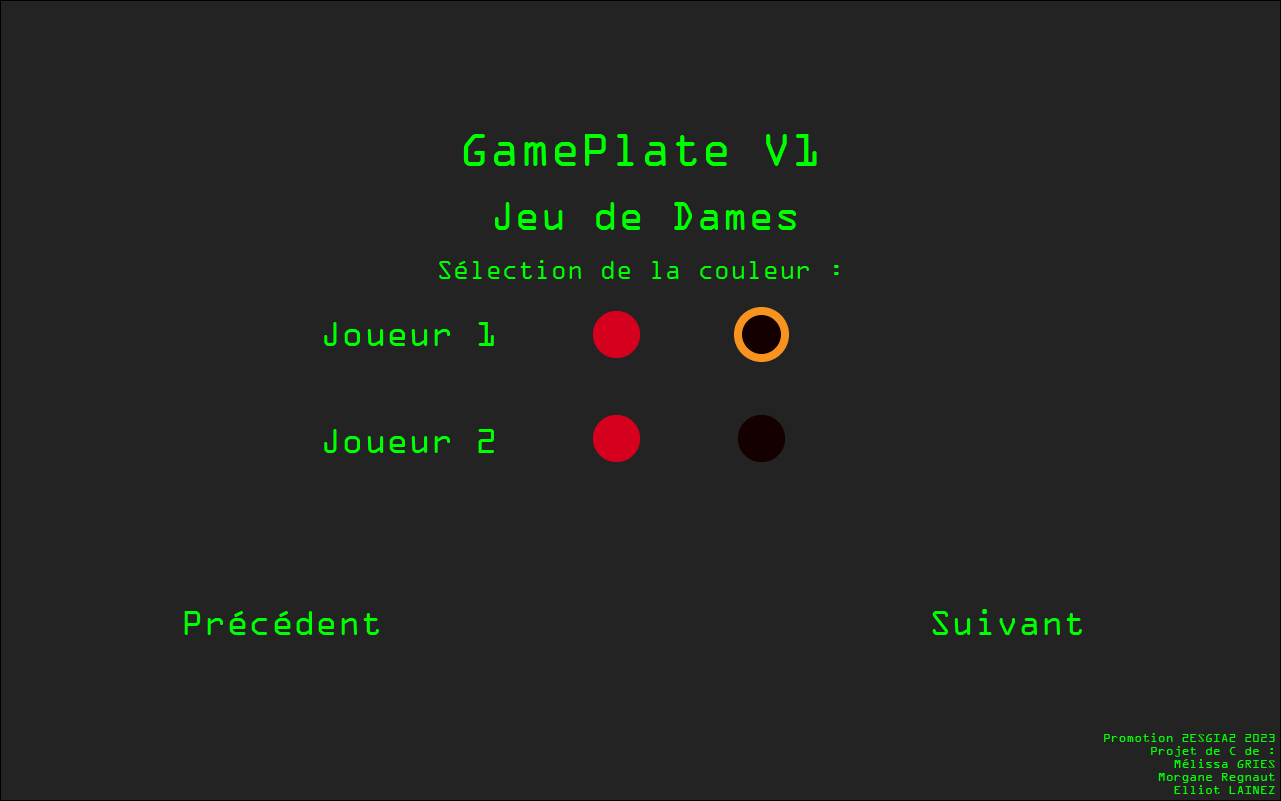 GamePlate V1
Jeu de Dames
Sélection de la couleur :
Joueur 1
Joueur 2
Précédent
Suivant
Promotion 2ESGIA2 2023
Projet de C de :
Mélissa GRIES
Morgane Regnaut
Elliot LAINEZ